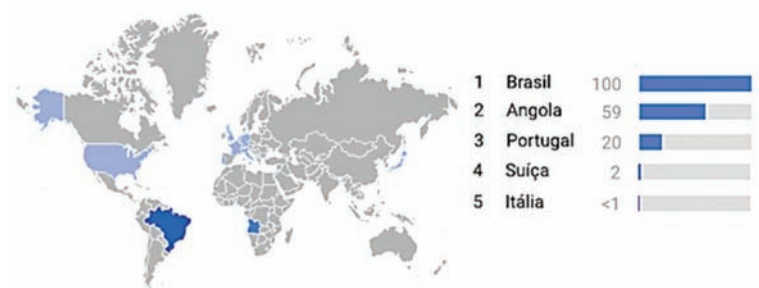 1 Brasil 100
2 Angola 59
3 Portugal 20
4 Suíça 2
5 Itália <1